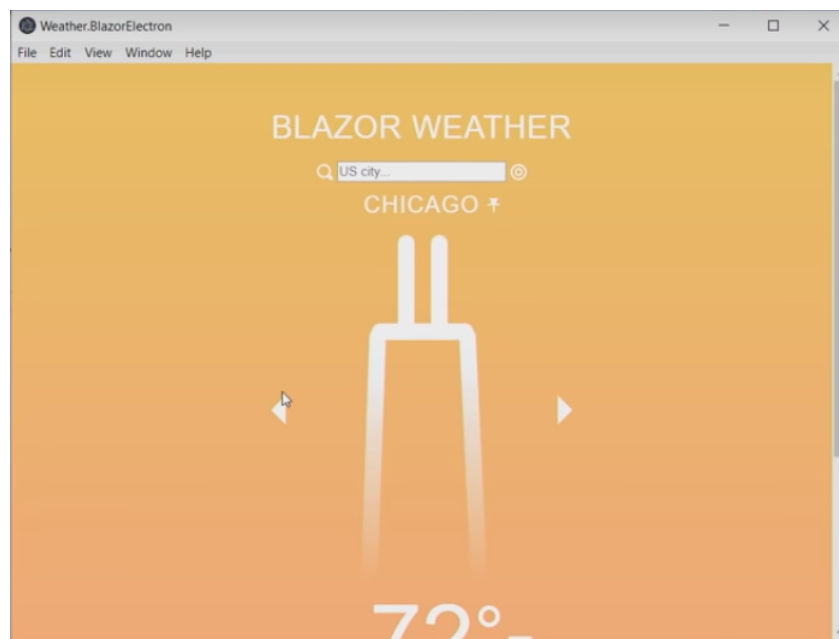 Weather.BlazorElectron
File Edit View Window Help
BLAZOR WEATHER
US city...
CHICAGO
72°